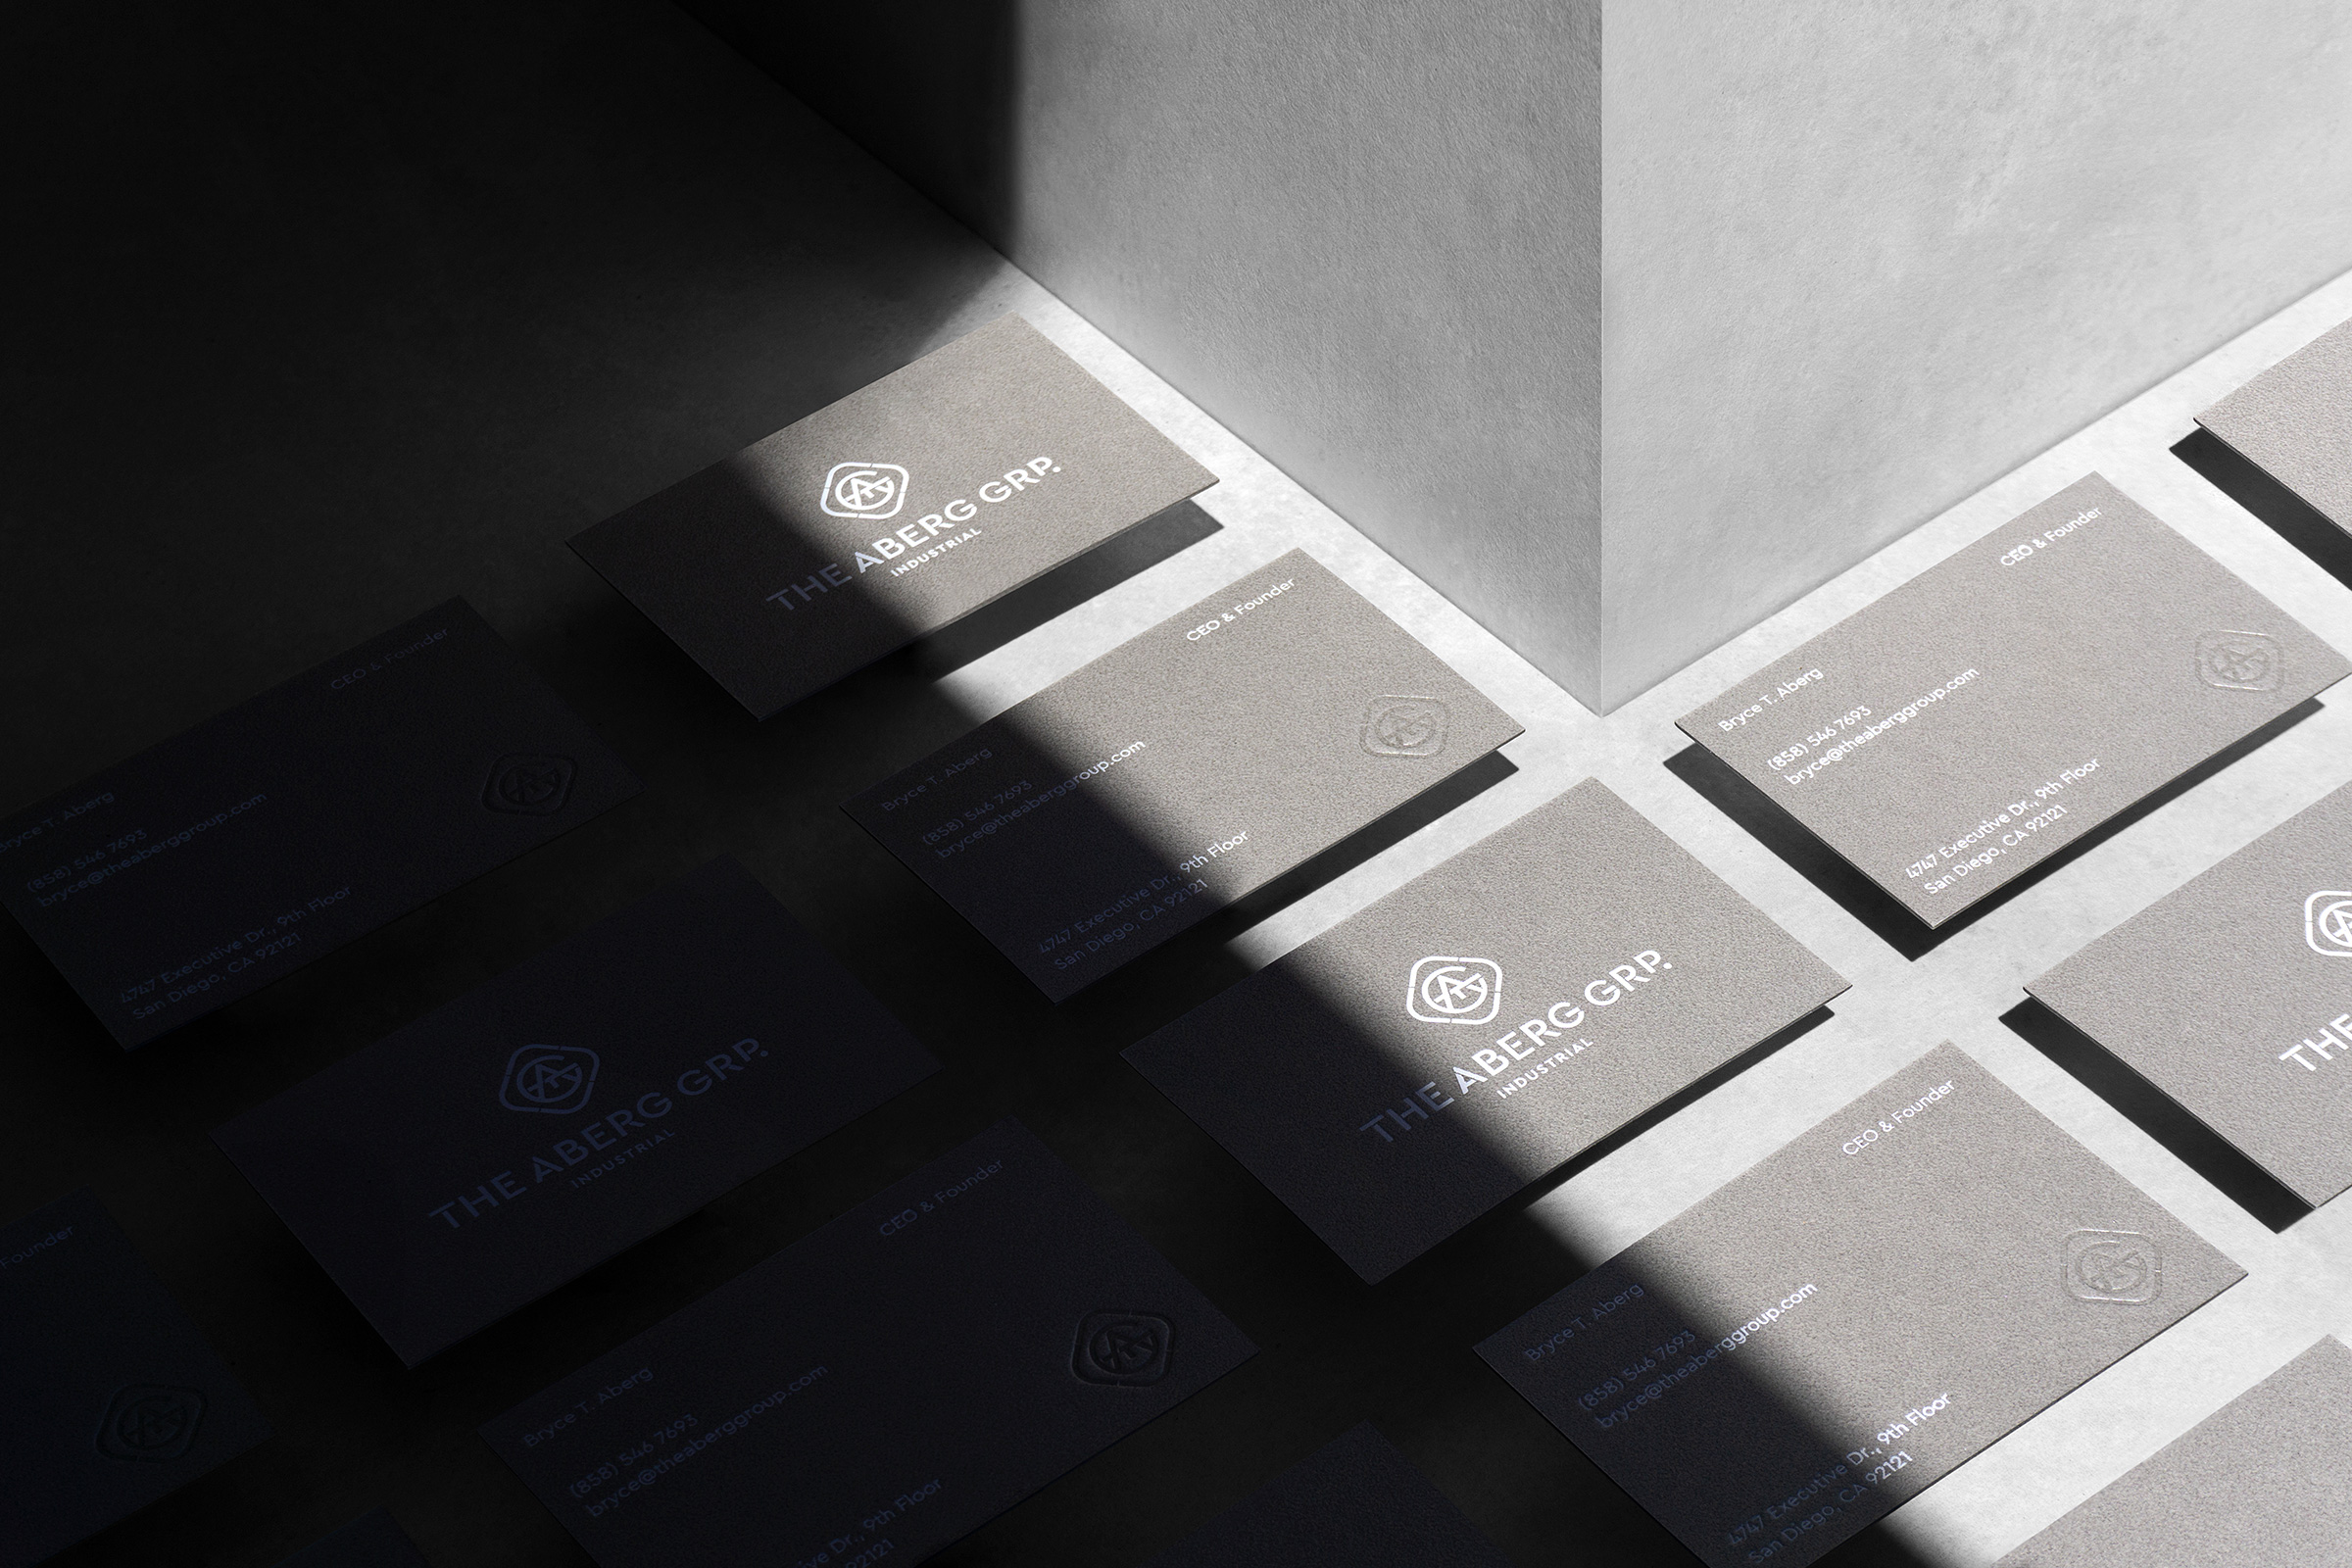 THE ABERG GRP.
INDUSTRIAL
CEO & Founder
Bryce T. Aberg
(858) 546 7693
bryce@theaberggroup.com
4747 Executive Dr., 9th Floor
San Diego, CA 92121
CEO & Founder
Bryce T. Aberg
(858) 546 7693
bryce@theaberggroup.com
4747 Executive Dr., 9th Floor
San Diego, CA 92121
CEO & Founder
Bryce T. Aberg
(858) 546 7693
bryce@theaberggroup.com
4747 Executive Dr., 9th Floor
San Diego, CA 92121
THE ABERG GRP.
INDUSTRIAL
THE
THE ABERG GRP.
INDUSTRIAL
CEO & Founder
Bryce T. Aberg
(858) 546 7693
bryce@theaberggroup.com
4747 Executive Dr., 9th Floor
San Diego, CA 92121
CEO & Founder
Bryce T. Aberg
(858) 546 7693
bryce@theaberggroup.com
Dr., 9th Floor
92121
Founder